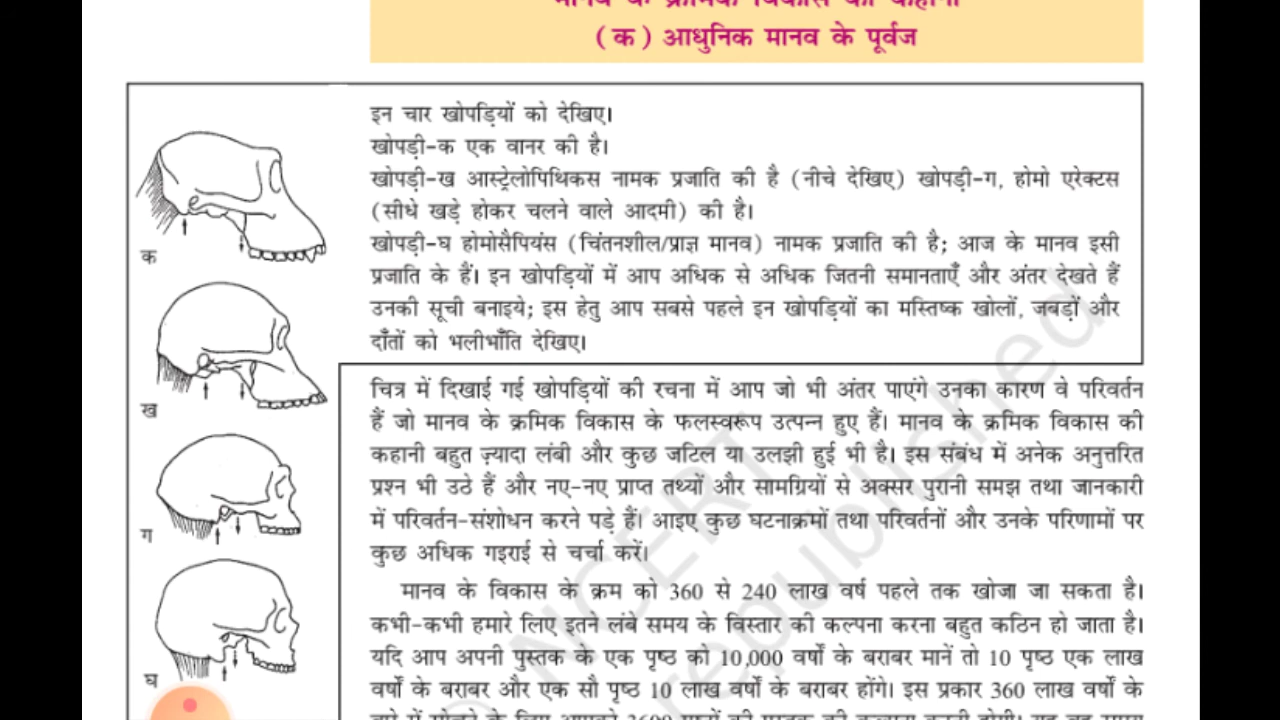 मानव के क्रमिक विकास की कहानी
(क) आधुनिक मानव के पूर्वज
इन चार खोपड़ियों को देखिए।
खोपड़ी-क एक वानर की है।
खोपड़ी-ख आस्ट्रेलोपिथिकस नामक प्रजाति की है (नीचे देखिए) खोपड़ी-ग, होमो एरेक्टस
(सीधे खड़े होकर चलने वाले आदमी) की है।
खोपड़ी-घ होमोसैपियंस (चिंतनशील/प्राज्ञ मानव) नामक प्रजाति की है; आज के मानव इसी
प्रजाति के हैं। इन खोपड़ियों में आप अधिक से अधिक जितनी समानताएँ और अंतर देखते हैं
उनकी सूची बनाइये; इस हेतु आप सबसे पहले इन खोपड़ियों का मस्तिष्क खोलों, जबड़ों और
दाँतों को भलीभाँति देखिए।
क
ख
ग
घ
चित्र में दिखाई गई खोपड़ियों की रचना में आप जो भी अंतर पाएंगे उनका कारण वे परिवर्तन
हैं जो मानव के क्रमिक विकास के फलस्वरूप उत्पन्न हुए हैं। मानव के क्रमिक विकास की
कहानी बहुत ज़्यादा लंबी और कुछ जटिल या उलझी हुई भी है। इस संबंध में अनेक अनुत्तरित
प्रश्न भी उठे हैं और नए-नए प्राप्त तथ्यों और सामग्रियों से अक्सर पुरानी समझ तथा जानकारी
में परिवर्तन-संशोधन करने पड़े हैं। आइए कुछ घटनाक्रमों तथा परिवर्तनों और उनके परिणामों पर
कुछ अधिक गइराई से चर्चा करें।
मानव के विकास के क्रम को 360 से 240 लाख वर्ष पहले तक खोजा जा सकता है।
कभी-कभी हमारे लिए इतने लंबे समय के विस्तार की कल्पना करना बहुत कठिन हो जाता है।
यदि आप अपनी पुस्तक के एक पृष्ठ को 10,000 वर्षों के बराबर मानें तो 10 पृष्ठ एक लाख
वर्षों के बराबर और एक सौ पृष्ठ 10 लाख वर्षों के बराबर होंगे। इस प्रकार 360 लाख वर्षों के
© NCERT
republished